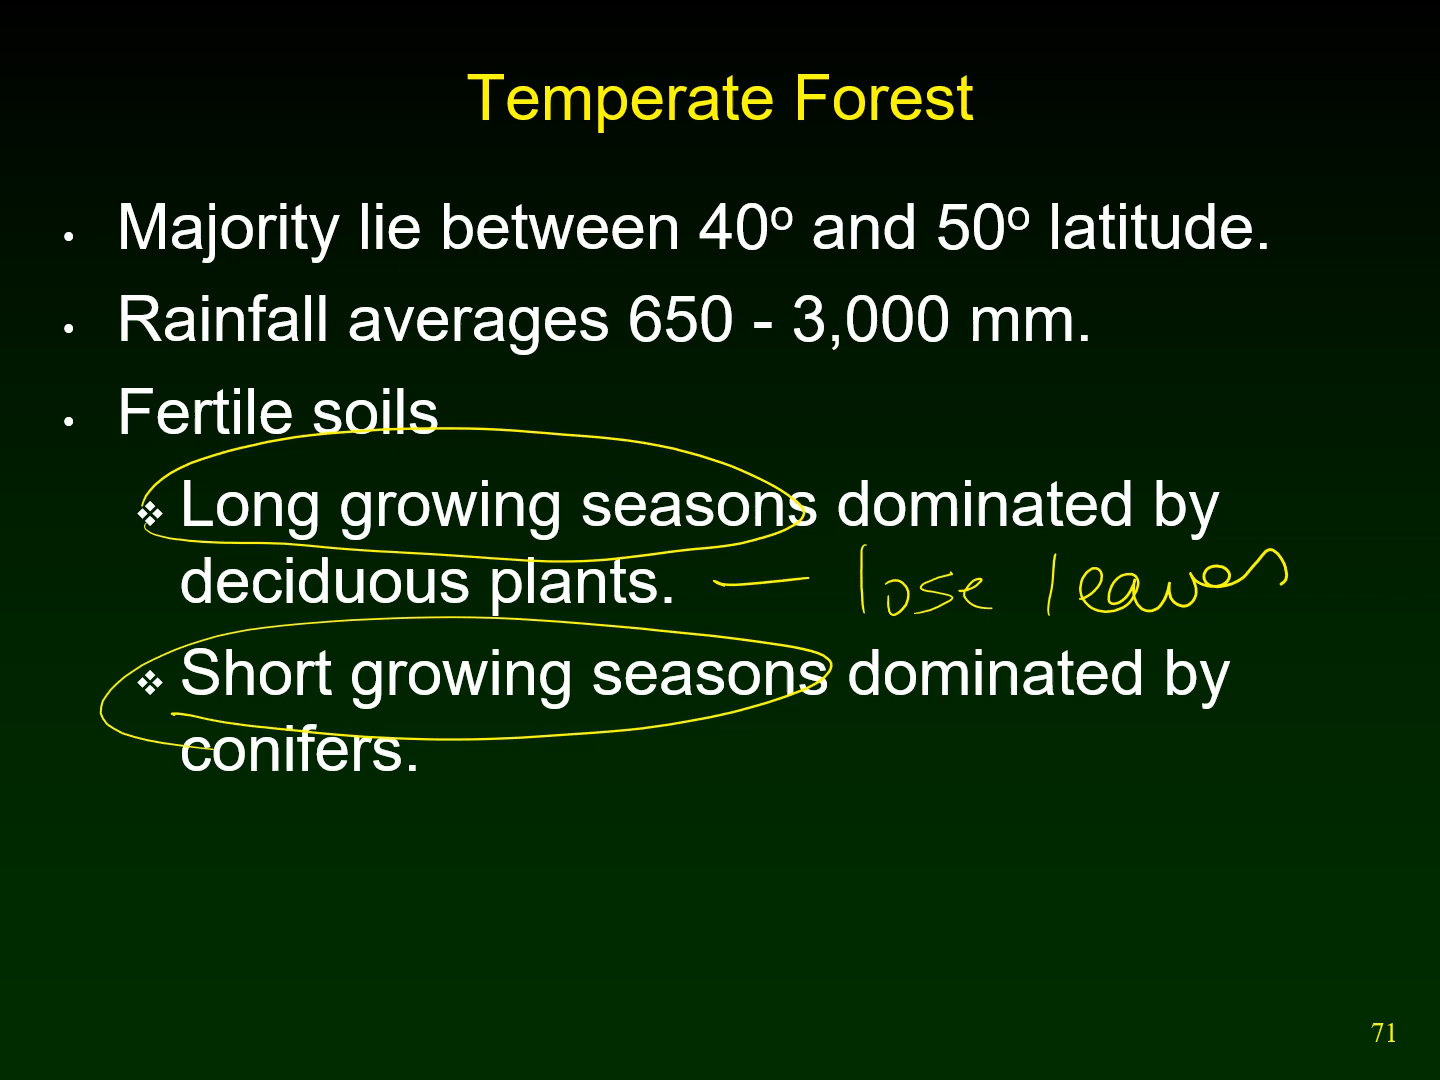 Temperate Forest
• Majority lie between 40º and 50º latitude.
• Rainfall averages 650 - 3,000 mm.
• Fertile soils
❖ Long growing seasons dominated by
deciduous plants. — lose leaves
❖ Short growing seasons dominated by
conifers.
71